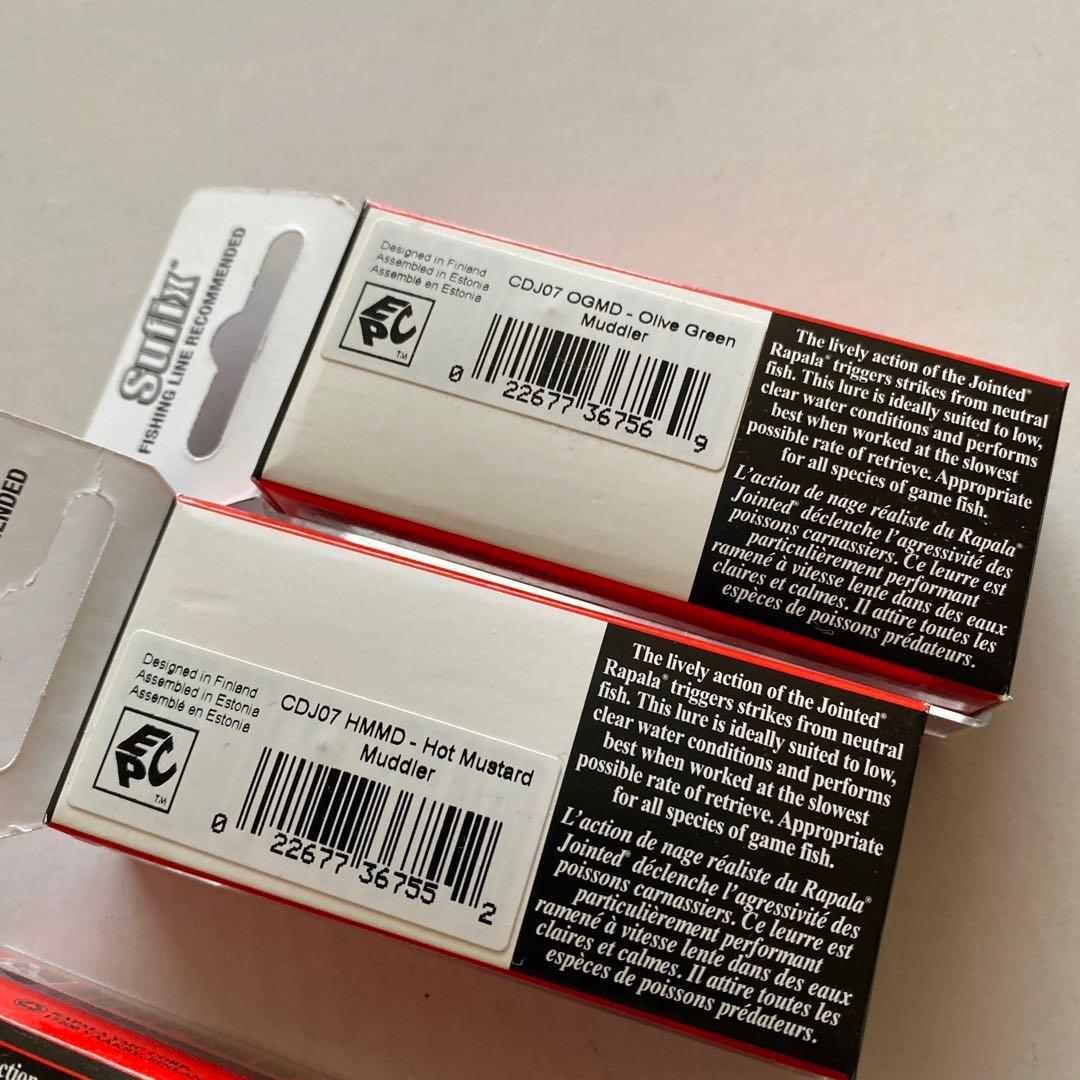 Sufix®
FISHING LINE RECOMMENDED
Designed in Finland
Assembled in Estonia
Assemblé en Estonia
EPC
TM
CDJ07 OGMD - Olive Green
Muddler
0 22677 36756 9
The lively action of the Jointed®
Rapala® triggers strikes from neutral
fish. This lure is ideally suited to low,
clear water conditions and performs
best when worked at the slowest
possible rate of retrieve. Appropriate
for all species of game fish.
L'action de nage réaliste du Rapala®
Jointed® déclenche l'agressivité des
poissons carnassiers. Ce leurre est
particulièrement performant
ramené à vitesse lente dans des eaux
claires et calmes. Il attire toutes les
espèces de poissons prédateurs.
Designed in Finland
Assembled in Estonia
Assemblé en Estonia
EPC
TM
CDJ07 HMMD - Hot Mustard
Muddler
0 22677 36755 2
The lively action of the Jointed®
Rapala® triggers strikes from neutral
fish. This lure is ideally suited to low,
clear water conditions and performs
best when worked at the slowest
possible rate of retrieve. Appropriate
for all species of game fish.
L'action de nage réaliste du Rapala®
Jointed® déclenche l'agressivité des
poissons carnassiers. Ce leurre est
particulièrement performant
ramené à vitesse lente dans des eaux
claires et calmes. Il attire toutes les
espèces de poissons prédateurs.